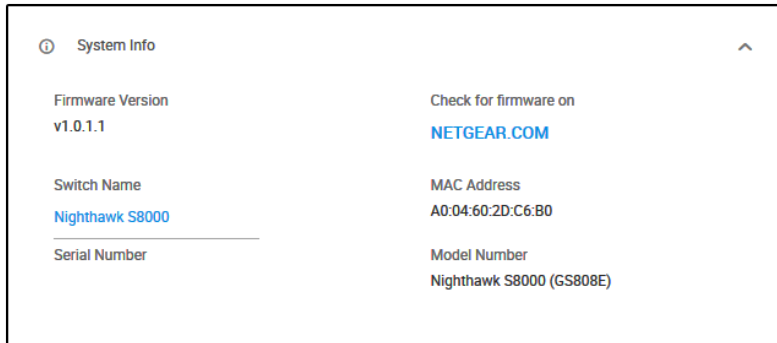 System Info
Firmware Version
v1.0.1.1
Check for firmware on
NETGEAR.COM
Switch Name
Nighthawk S8000
MAC Address
A0:04:60:2D:C6:B0
Serial Number
Model Number
Nighthawk S8000 (GS808E)